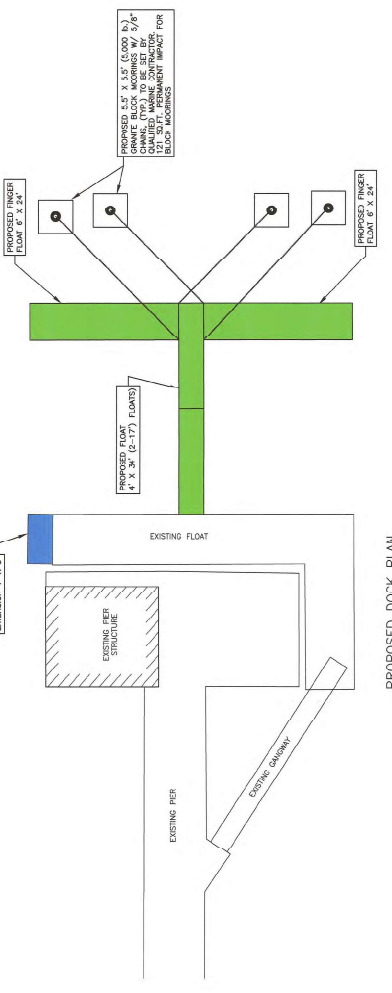 PROPOSED 5.5' X 5.5' (5,000 lb.)
GRANITE BLOCK MOORINGS W/ 5/8"
CHAINS, (TYP.) TO BE SET BY
QUALIFIED MARINE CONTRACTOR.
121 SQ.FT. PERMANENT IMPACT FOR
BLOCK MOORINGS
PROPOSED FINGER
FLOAT 6' X 24'
PROPOSED FINGER
FLOAT 6' X 24'
PROPOSED FLOAT
4' X 34' (2-17') FLOATS)
EXISTING FLOAT
EXISTING PIER
STRUCTURE
EXISTING PIER
EXISTING GANGWAY
PROPOSED DOCK PLAN